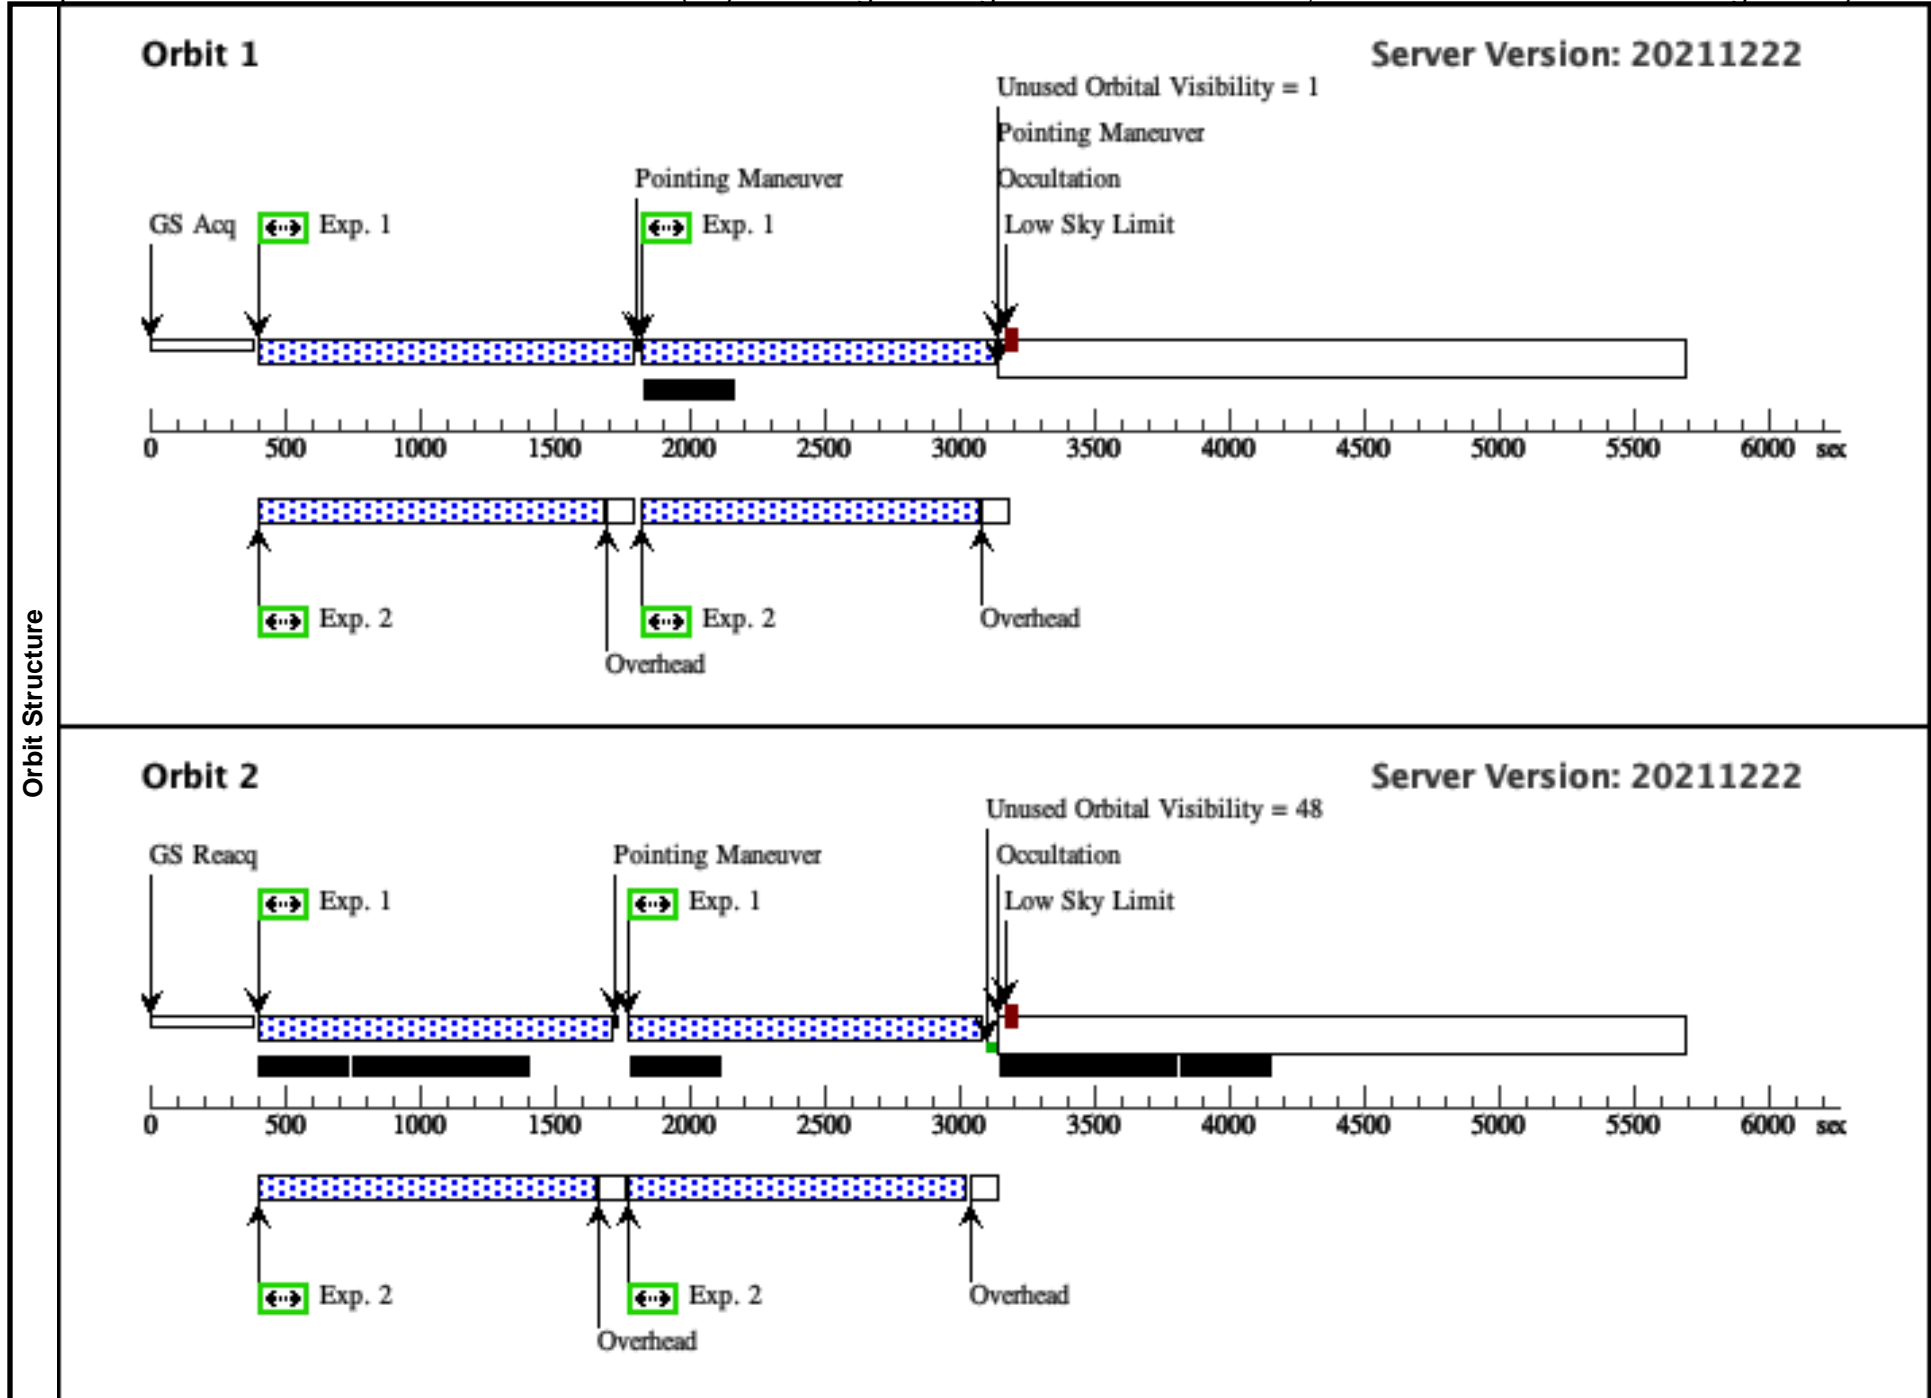 Orbit Structure
Orbit 1
Server Version: 20211222
Unused Orbital Visibility = 1
Pointing Maneuver
Occultation
Pointing Maneuver
GS Acq
Exp. 1
Exp. 1
Low Sky Limit
0 500 1000 1500 2000 2500 3000 3500 4000 4500 5000 5500 6000 sec
Exp. 2
Exp. 2
Overhead
Overhead
Orbit 2
Server Version: 20211222
Unused Orbital Visibility = 48
GS Reacq
Pointing Maneuver
Occultation
Exp. 1
Exp. 1
Low Sky Limit
0 500 1000 1500 2000 2500 3000 3500 4000 4500 5000 5500 6000 sec
Exp. 2
Exp. 2
Overhead
Overhead